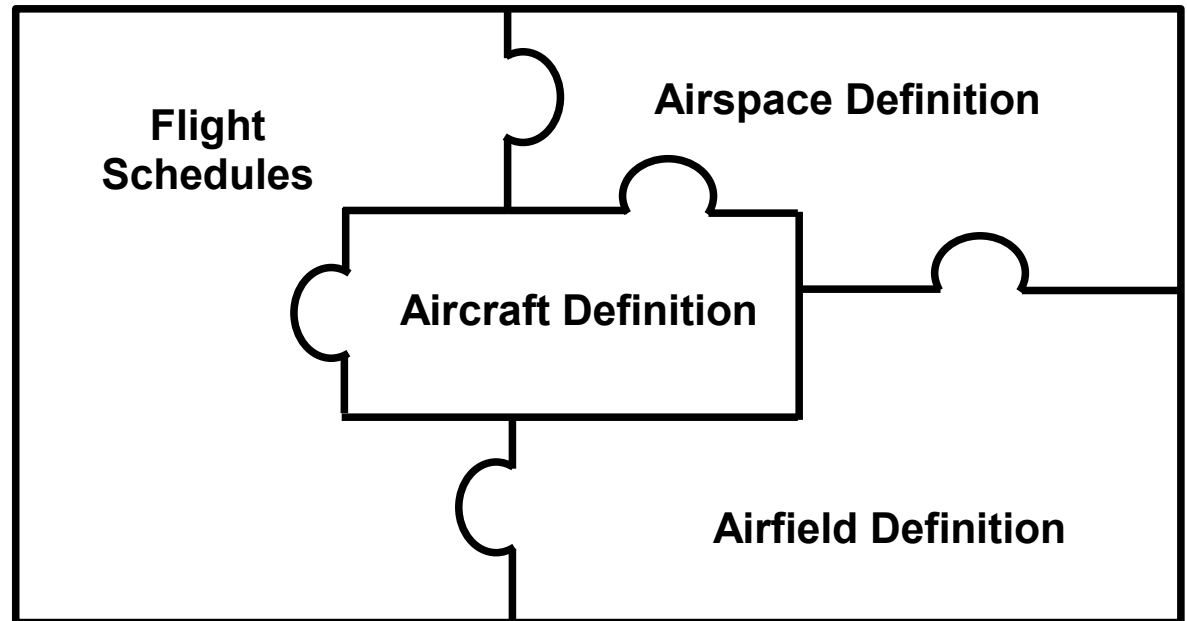 Flight
Schedules
Airspace Definition
Aircraft Definition
Airfield Definition